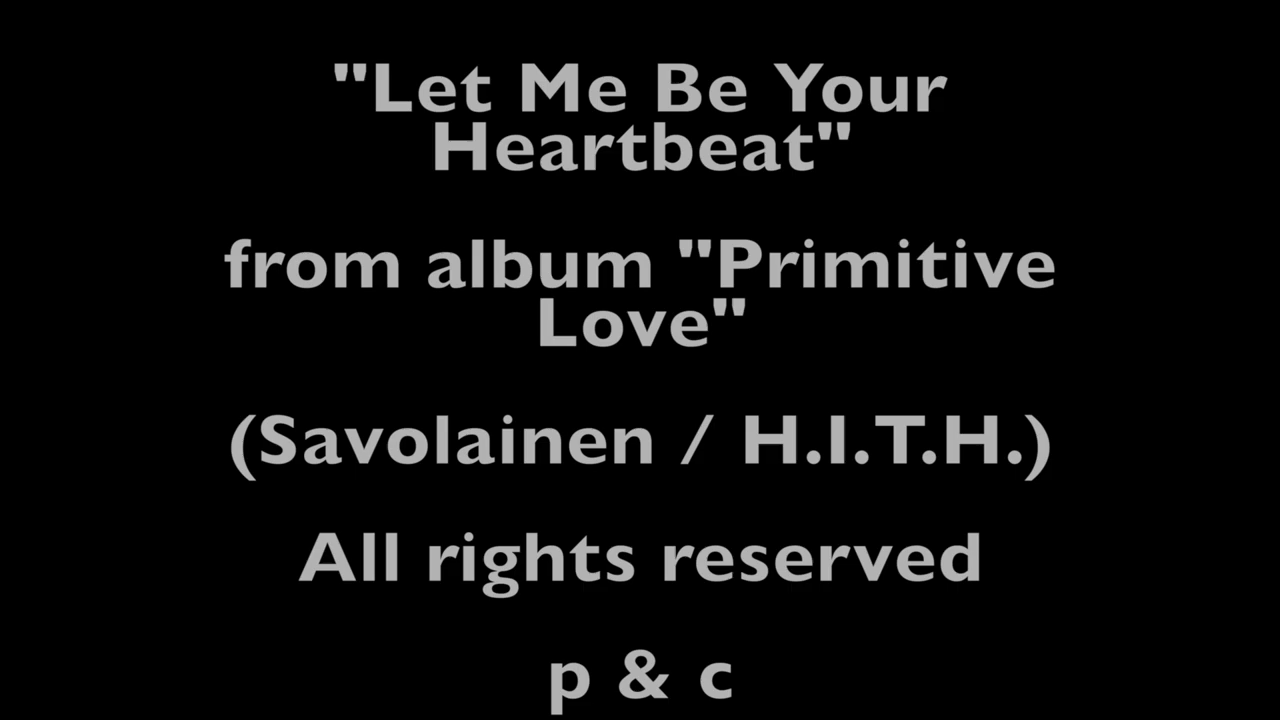 "Let Me Be Your
Heartbeat"
from album "Primitive
Love"
(Savolainen / H.I.T.H.)
All rights reserved
p & c